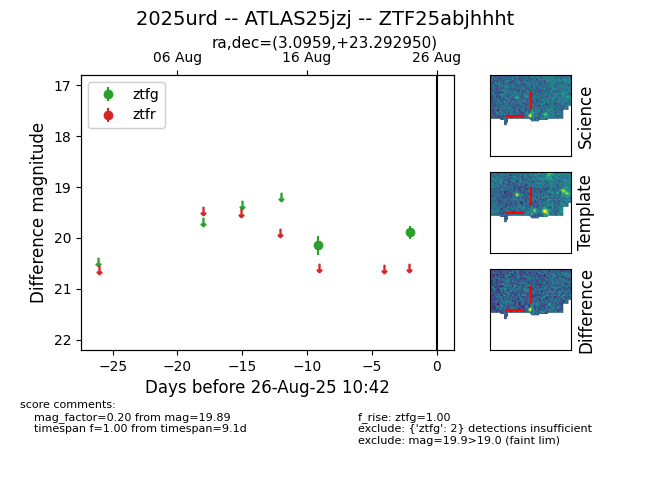 2025urd -- ATLAS25jzj -- ZTF25abjhhht
ra,dec=(3.0959,+23.292950)
06 Aug 16 Aug 26 Aug
ztfg
ztfr
17
18
19
20
21
22
Difference magnitude
−25 −20 −15 −10 −5 0
Days before 26-Aug-25 10:42
Science
Template
Difference
score comments:
mag_factor=0.20 from mag=19.89
timespan f=1.00 from timespan=9.1d
f_rise: ztfg=1.00
exclude: {'ztfg': 2} detections insufficient
exclude: mag=19.9>19.0 (faint lim)